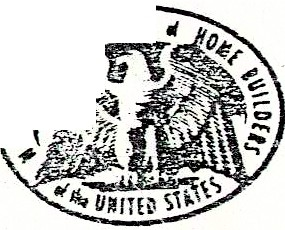 HOME BUILDERS
of the UNITED STATES